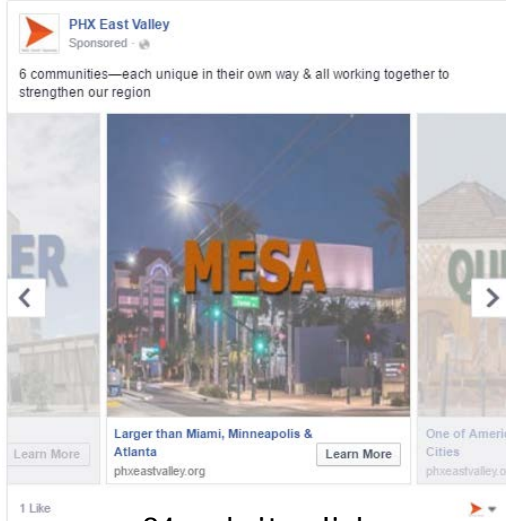 PHX East Valley
Sponsored ·
6 communities—each unique in their own way & all working together to
strengthen our region
ER
MESA
QU
Larger than Miami, Minneapolis &
Atlanta
phxeastvalley.org
Learn More
Learn More
One of Ameri
Cities
phxeastvalley.o
1 Like